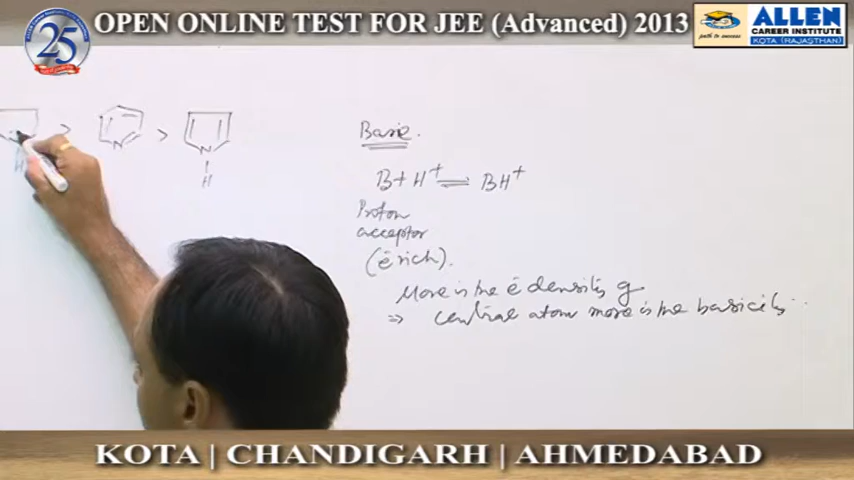 OPEN ONLINE TEST FOR JEE (Advanced) 2013
25
path to success
ALLEN
CAREER INSTITUTE
KOTA (RAJASTHAN)
> >
N N
H H
Basic.
B + H+ ⇌ BH+
Proton
acceptor
(ē rich).
More is the ē density of
⇒ central atom more is the basicity
KOTA | CHANDIGARH | AHMEDABAD